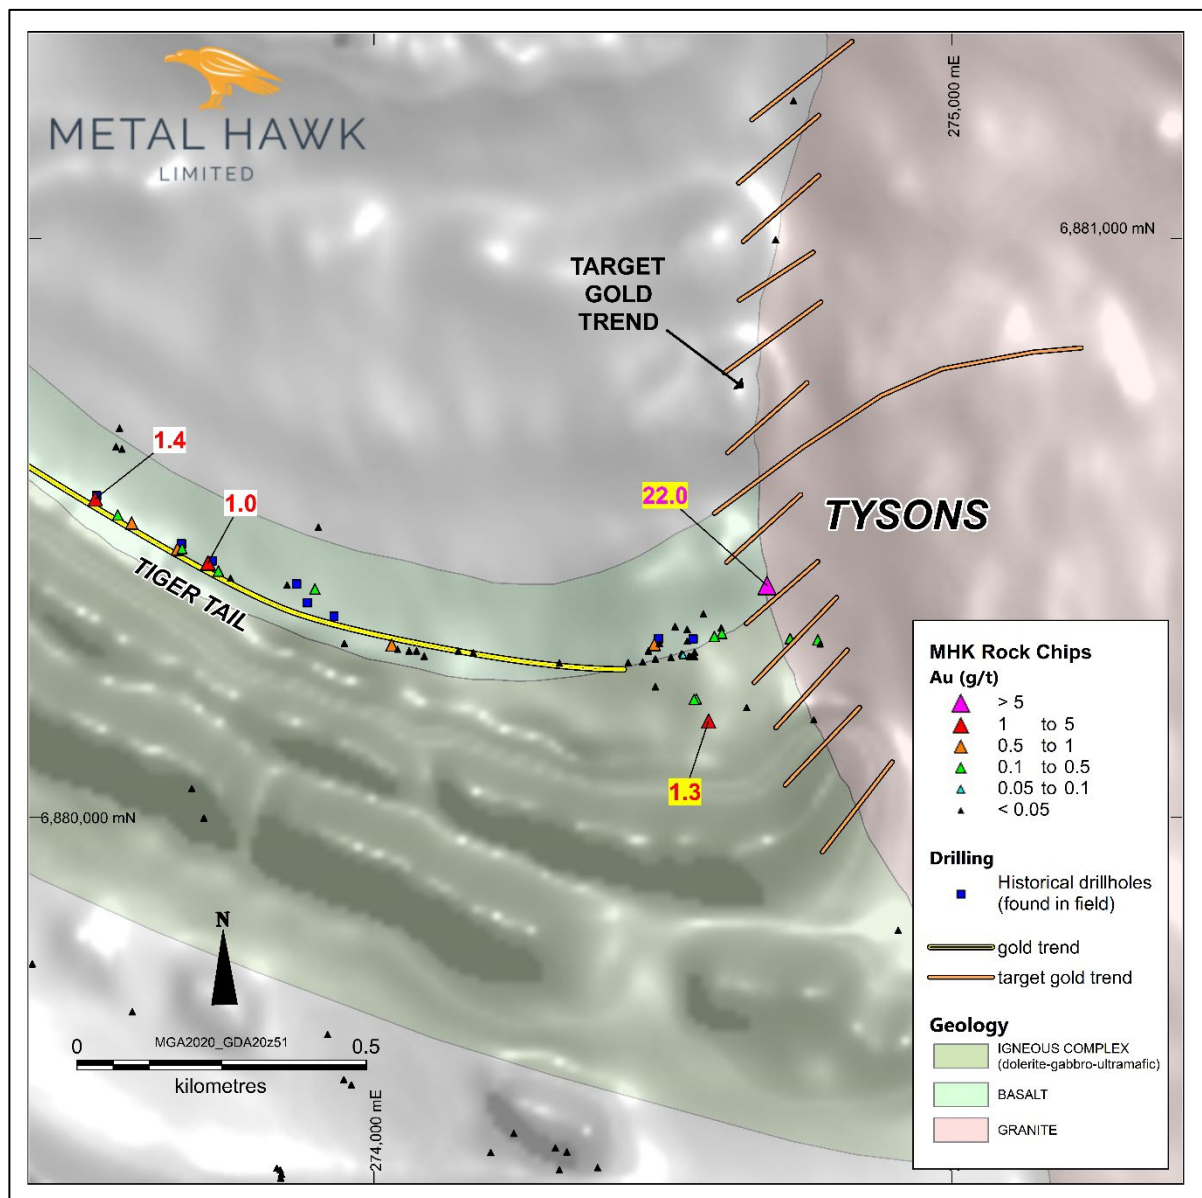 METAL HAWK
LIMITED
275,000 mE
6,881,000 mN
TARGET
GOLD
TREND
1.4
1.0
22.0
TYSONS
TIGER TAIL
1.3
6,880,000 mN
N
MGA2020_GDA20z51
0 0.5
kilometres
274,000 mE
MHK Rock Chips
Au (g/t)
> 5
1 to 5
0.5 to 1
0.1 to 0.5
0.05 to 0.1
< 0.05
Drilling
Historical drillholes
(found in field)
gold trend
target gold trend
Geology
IGNEOUS COMPLEX
(dolerite-gabbro-ultramafic)
BASALT
GRANITE